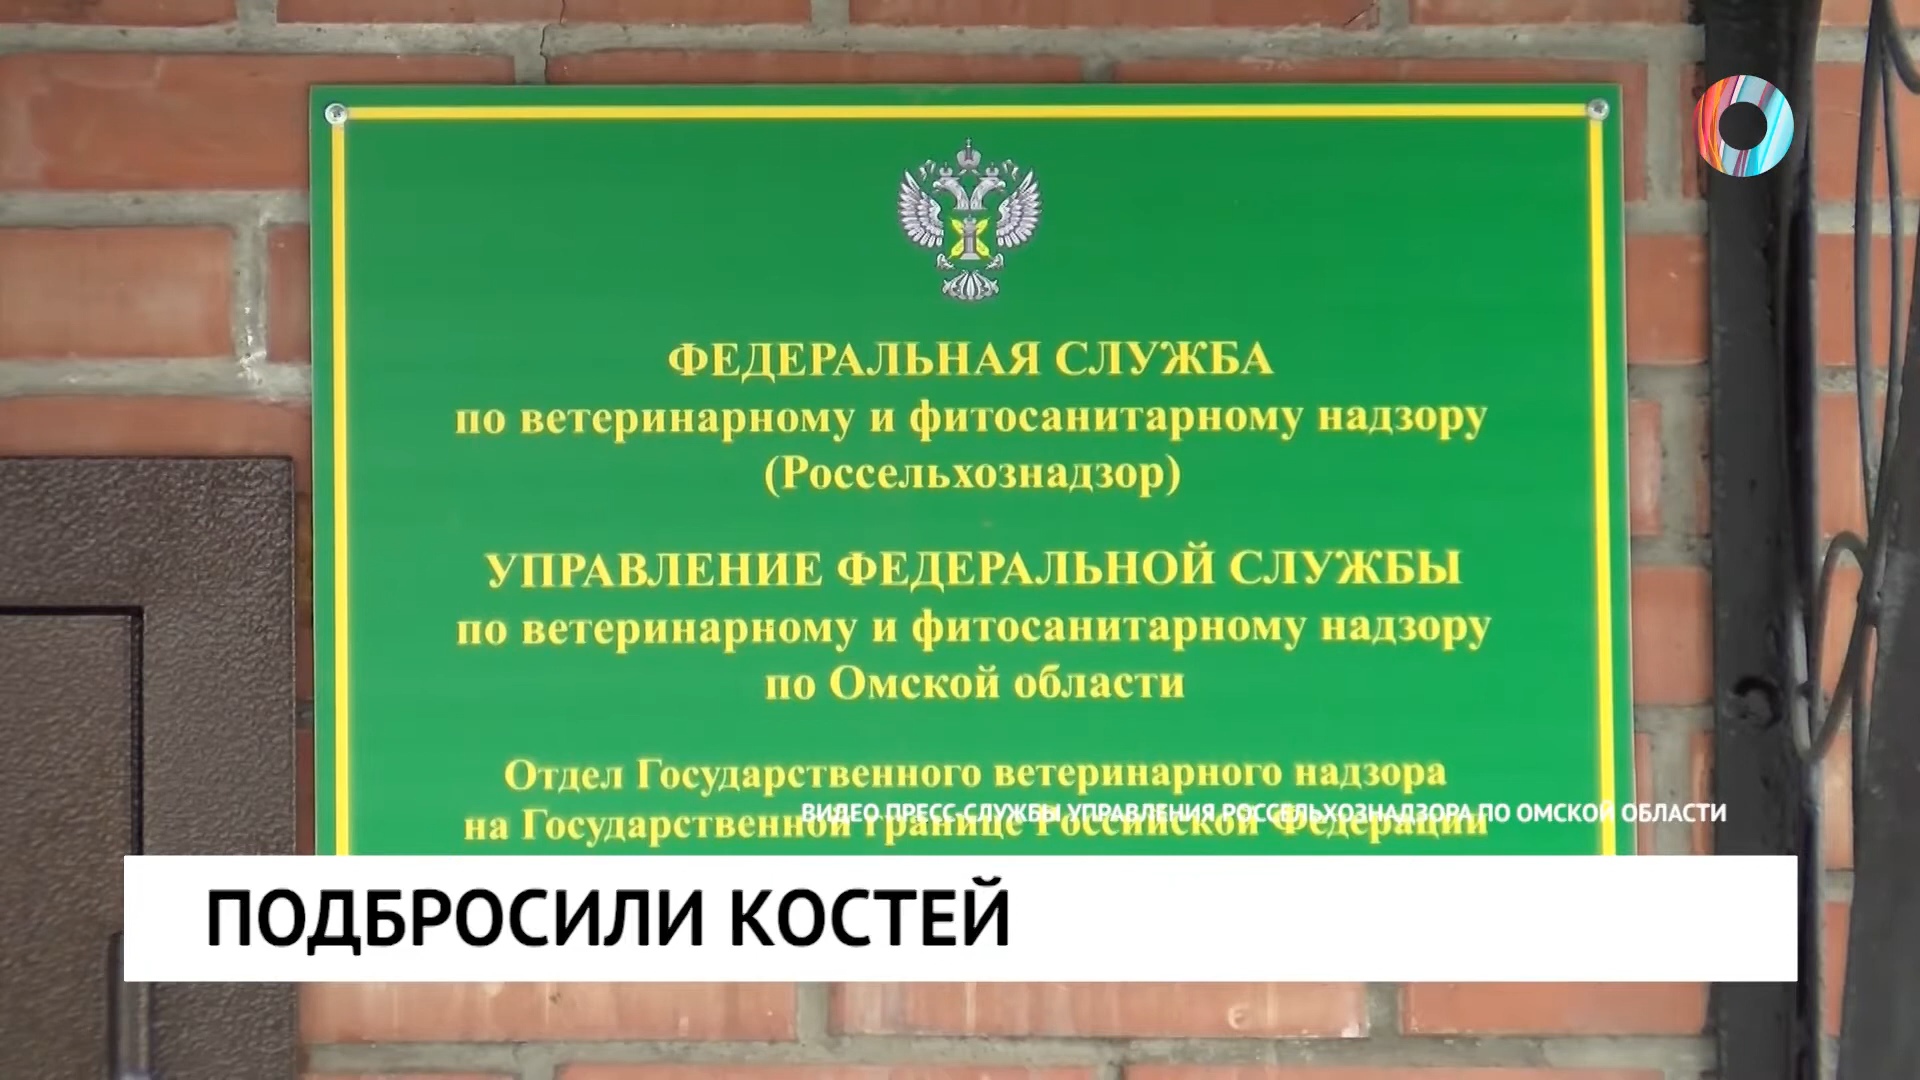 ФЕДЕРАЛЬНАЯ СЛУЖБА
по ветеринарному и фитосанитарному надзору
(Россельхознадзор)
УПРАВЛЕНИЕ ФЕДЕРАЛЬНОЙ СЛУЖБЫ
по ветеринарному и фитосанитарному надзору
по Омской области
Отдел Государственного ветеринарного надзора
на Государственной границе Российской Федерации
ВИДЕО ПРЕСС-СЛУЖБЫ УПРАВЛЕНИЯ РОССЕЛЬХОЗНАДЗОРА ПО ОМСКОЙ ОБЛАСТИ
ПОДБРОСИЛИ КОСТЕЙ